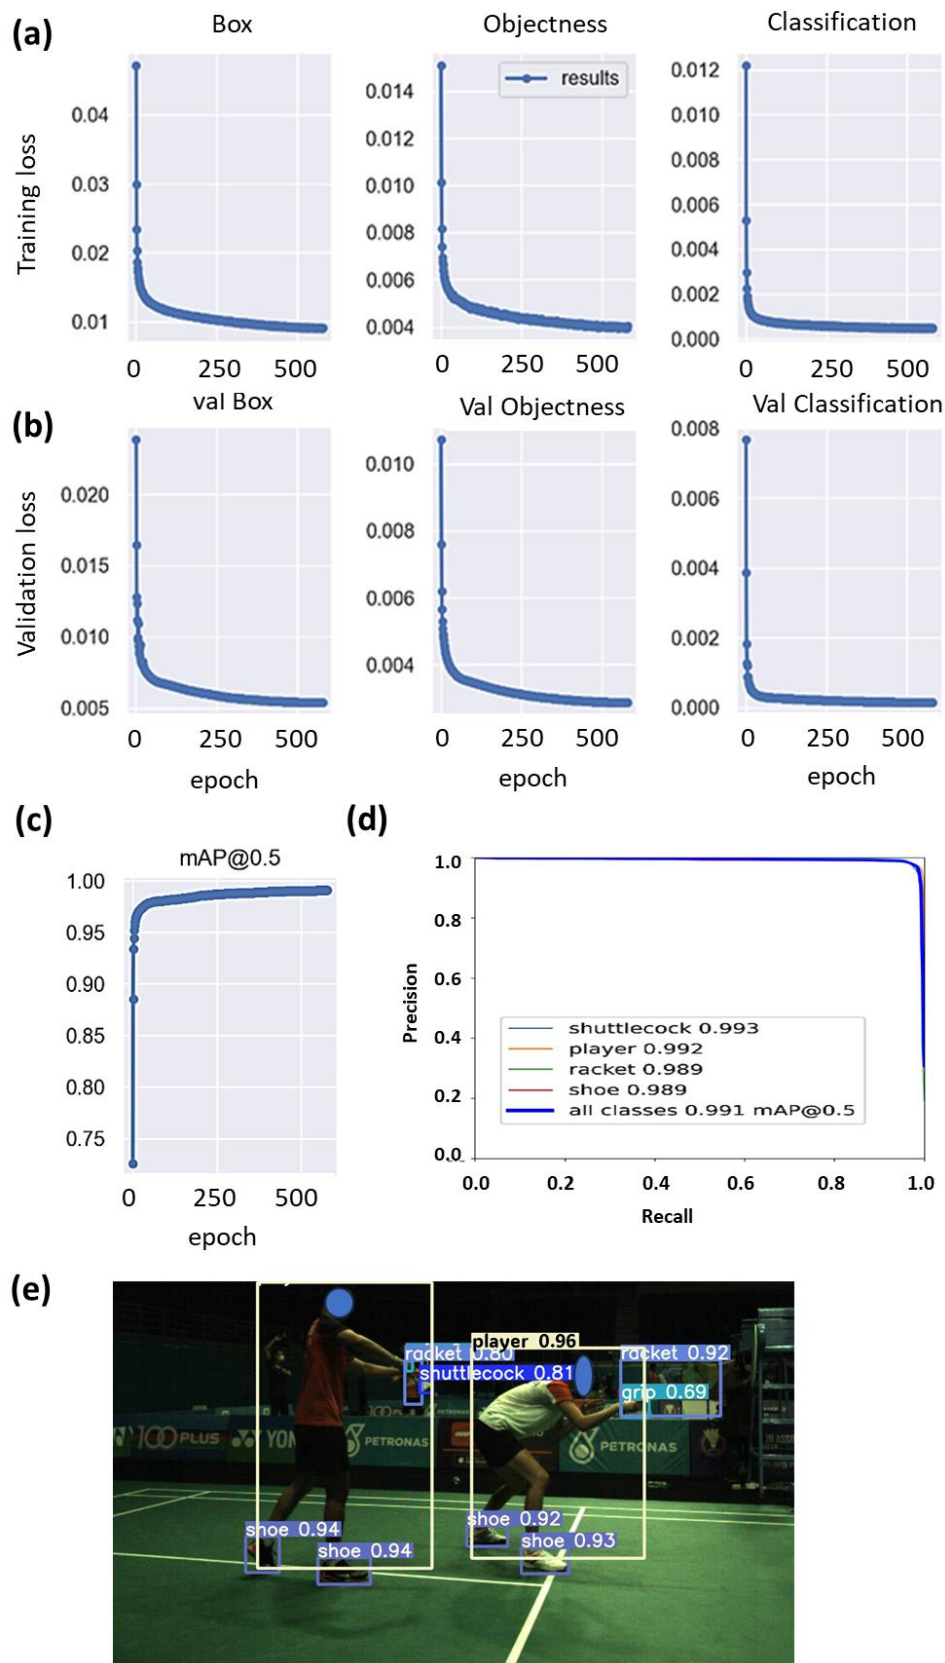 (a)
Box
Objectness
Classification
Training loss
0.04
0.03
0.02
0.01
0
250
500
results
0.014
0.012
0.010
0.008
0.006
0.004
0
250
500
0.012
0.010
0.008
0.006
0.004
0.002
0.000
0
250
500
(b)
val Box
Val Objectness
Val Classification
Validation loss
0.020
0.015
0.010
0.005
0
250
500
epoch
0.010
0.008
0.006
0.004
0
250
500
epoch
0.008
0.006
0.004
0.002
0.000
0
250
500
epoch
(c)
mAP@0.5
1.00
0.95
0.90
0.85
0.80
0.75
0
250
500
epoch
(d)
Precision
1.0
0.8
0.6
0.4
0.2
0.0
shuttlecock 0.993
player 0.992
racket 0.989
shoe 0.989
all classes 0.991 mAP@0.5
0.0
0.2
0.4
0.6
0.8
1.0
Recall
(e)
player 0.96
racket 0.80
racket 0.92
shuttlecock 0.81
grip 0.69
100PLUS
YON
PETRONAS
PETRONAS
shoe 0.94
shoe 0.94
shoe 0.92
shoe 0.93